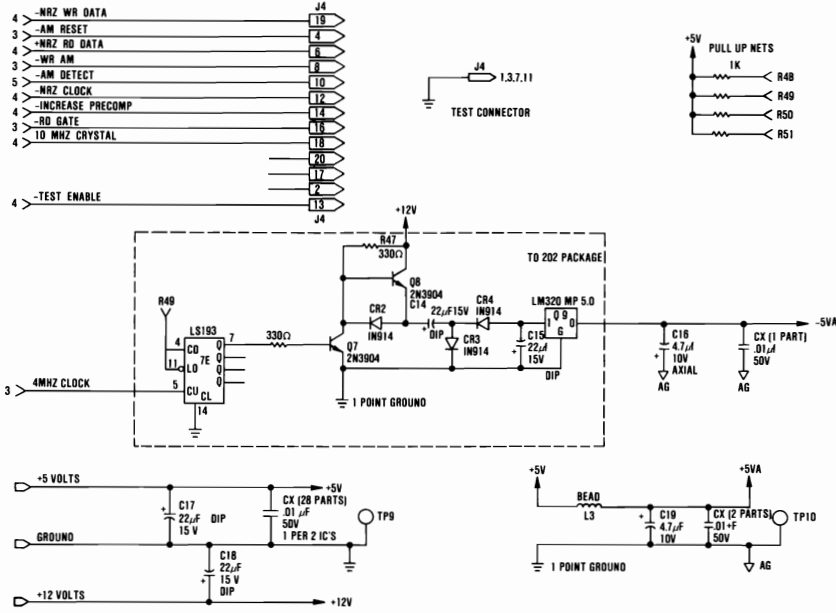 J4
4 -NRZ WR DATA 19
3 -AM RESET 4
4 +NRZ RD DATA 6
3 -WR AM 8
5 -AM DETECT 10
4 -NRZ CLOCK 12
4 -INCREASE PRECOMP 14
3 -RD GATE 16
4 10 MHZ CRYSTAL 18
20
17
2
4 -TEST ENABLE 13
J4
J4
1,3,7,11
TEST CONNECTOR
+5V
PULL UP NETS
1K
R48
R49
R50
R51
+12V
R47
330Ω
TO 202 PACKAGE
Q8
2N3904
C14
R49
LS193
4 CO
7E
11 LO
5 CU CL
14
7
Q
Q
Q
Q
330Ω
Q7
2N3904
CR2
IN914
22µF15V
+
DIP
CR3
IN914
CR4
IN914
C15
22µf
15V
+
LM320 MP 5.0
I Q9 O
G
DIP
1 POINT GROUND
-5VA
C16
4.7µf
10V
AXIAL
+
AG
CX (1 PART)
.01µf
50V
AG
3 4MHZ CLOCK
+5 VOLTS
+5V
C17
22µF DIP
15 V
+
CX (28 PARTS)
.01 µF
50V
1 PER 2 IC'S
TP9
GROUND
C18
22µF
15 V
DIP
+
+12 VOLTS
+12V
+5V
+5VA
BEAD
L3
C19
4.7µF
10V
+
CX (2 PARTS)
.01+F
50V
TP10
1 POINT GROUND
AG